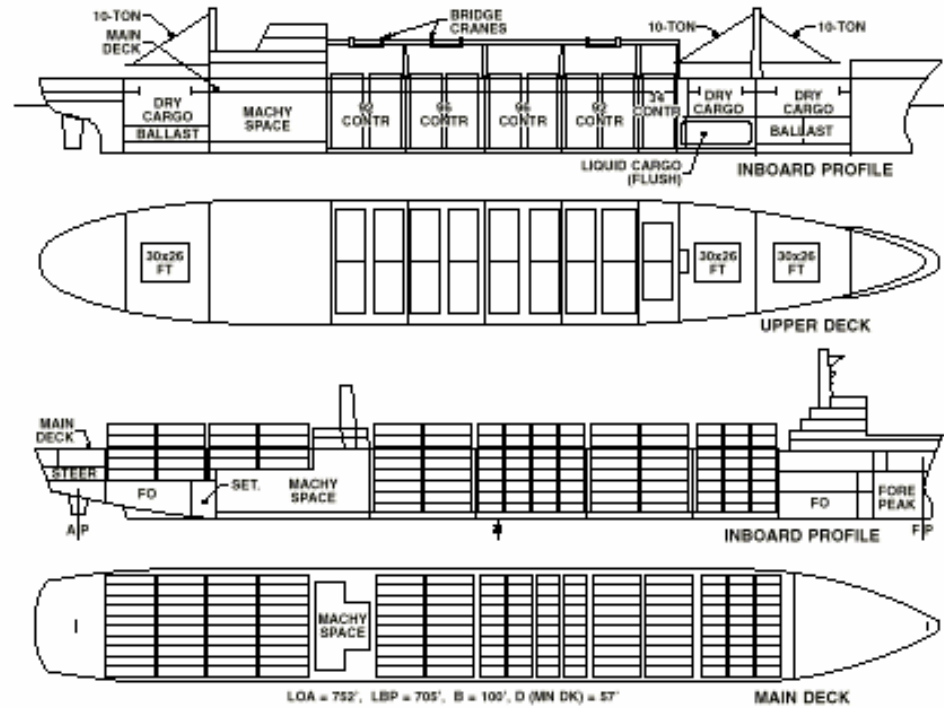 10-TON
MAIN
DECK
BRIDGE
CRANES
10-TON
10-TON
DRY
CARGO
BALLAST
MACHY
SPACE
92
CONTR
96
CONTR
96
CONTR
92
CONTR
34
CONTR
DRY
CARGO
DRY
CARGO
BALLAST
LIQUID CARGO
(FLUSH)
INBOARD PROFILE
30x26
FT
30x26
FT
30x26
FT
UPPER DECK
MAIN
DECK
STEER
FO
SET.
MACHY
SPACE
FO
FORE
PEAK
A P
F P
INBOARD PROFILE
MACHY
SPACE
LOA = 752', LBP = 705', B = 100', D (MN DK) = 57'
MAIN DECK